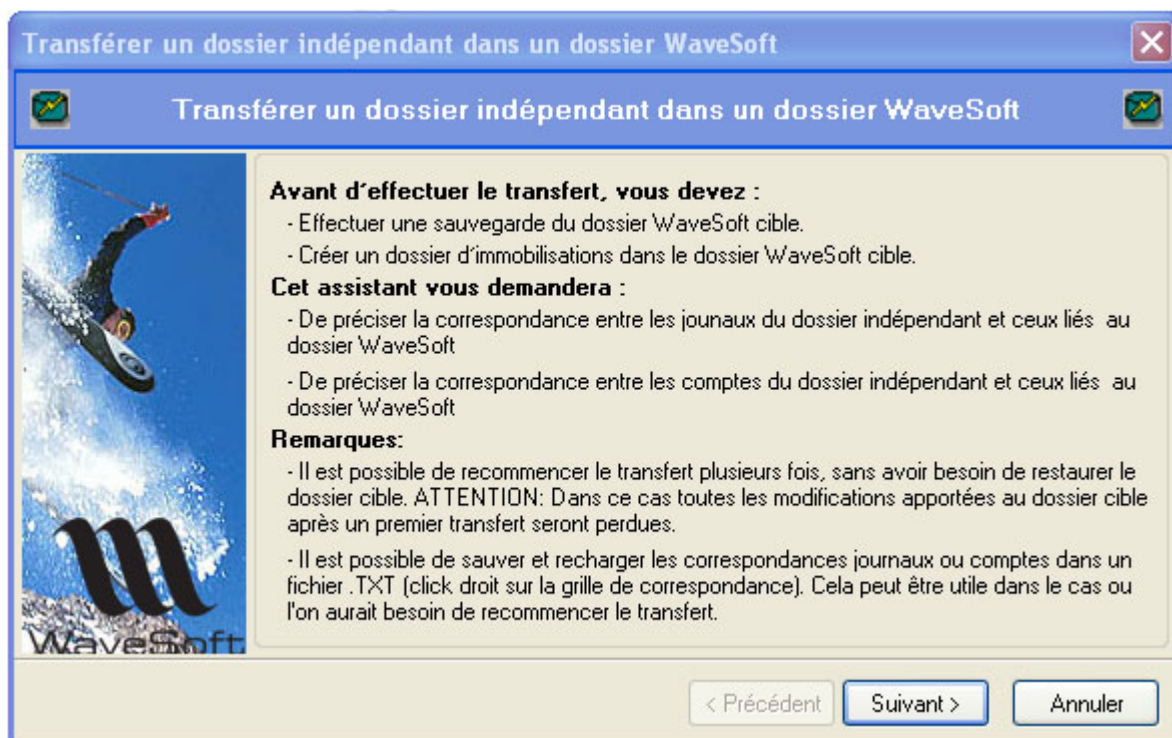 Transférer un dossier indépendant dans un dossier WaveSoft
Transférer un dossier indépendant dans un dossier WaveSoft
Avant d´effectuer le transfert, vous devez :
- Effectuer une sauvegarde du dossier WaveSoft cible.
- Créer un dossier d´immobilisations dans le dossier WaveSoft cible.
Cet assistant vous demandera :
- De préciser la correspondance entre les jounaux du dossier indépendant et ceux liés au
dossier WaveSoft
- De préciser la correspondance entre les comptes du dossier indépendant et ceux liés au
dossier WaveSoft
Remarques:
- Il est possible de recommencer le transfert plusieurs fois, sans avoir besoin de restaurer le
dossier cible. ATTENTION: Dans ce cas toutes les modifications apportées au dossier cible
après un premier transfert seront perdues.
- Il est possible de sauver et recharger les correspondances journaux ou comptes dans un
fichier .TXT (click droit sur la grille de correspondance). Cela peut être utile dans le cas ou
l'on aurait besoin de recommencer le transfert.
WaveSoft
< Précédent
Suivant >
Annuler